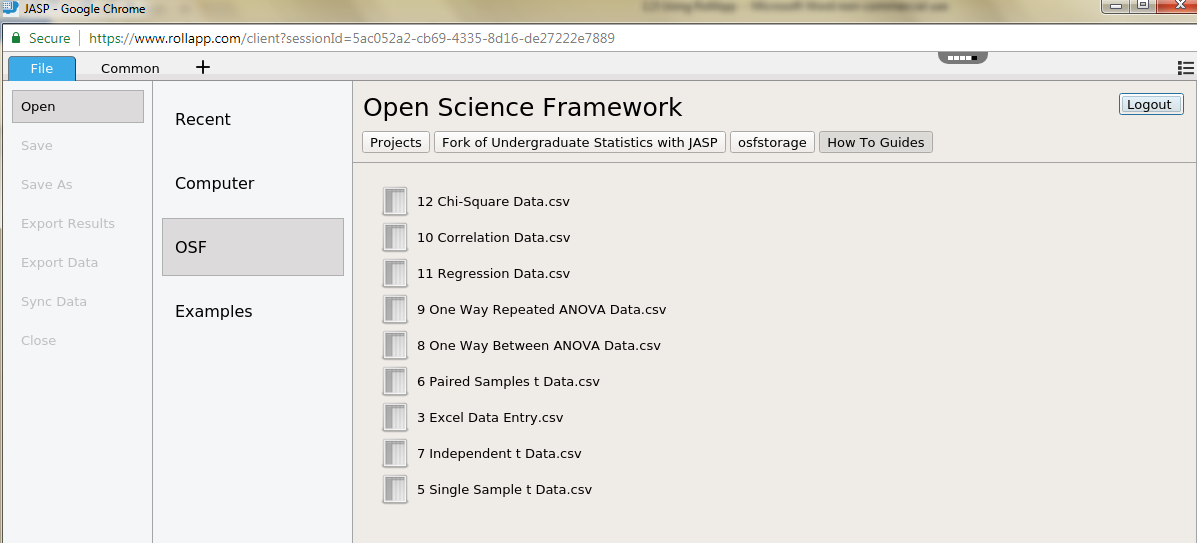 JASP - Google Chrome
Secure https://www.rollapp.com/client?sessionId=5ac052a2-cb69-4335-8d16-de27222e7889
File Common +
Open
Save
Save As
Export Results
Export Data
Sync Data
Close
Recent
Computer
OSF
Examples
Open Science Framework
Logout
Projects Fork of Undergraduate Statistics with JASP osfstorage How To Guides
12 Chi-Square Data.csv
10 Correlation Data.csv
11 Regression Data.csv
9 One Way Repeated ANOVA Data.csv
8 One Way Between ANOVA Data.csv
6 Paired Samples t Data.csv
3 Excel Data Entry.csv
7 Independent t Data.csv
5 Single Sample t Data.csv